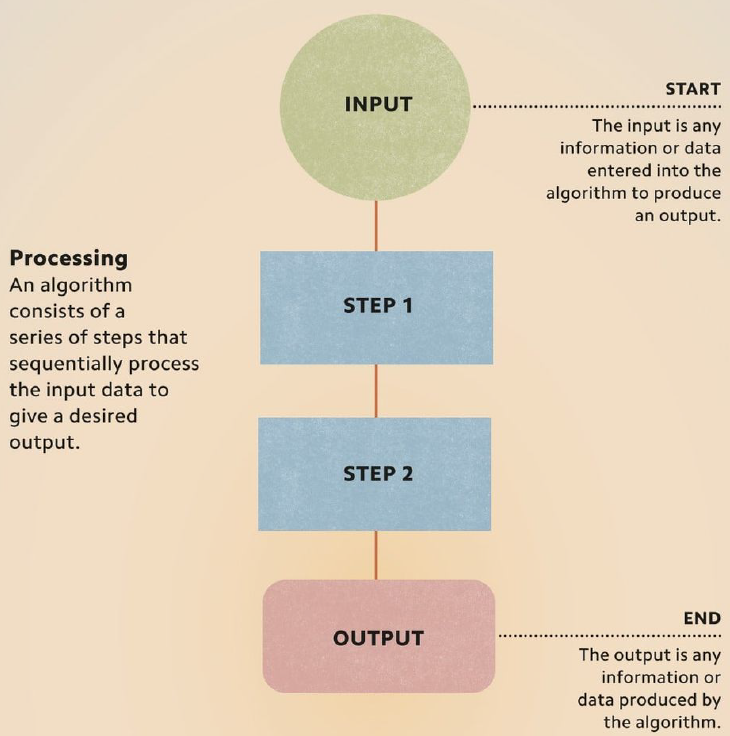 INPUT
START
The input is any
information or data
entered into the
algorithm to produce
an output.
Processing
An algorithm
consists of a
series of steps that
sequentially process
the input data to
give a desired
output.
STEP 1
STEP 2
OUTPUT
END
The output is any
information or
data produced by
the algorithm.